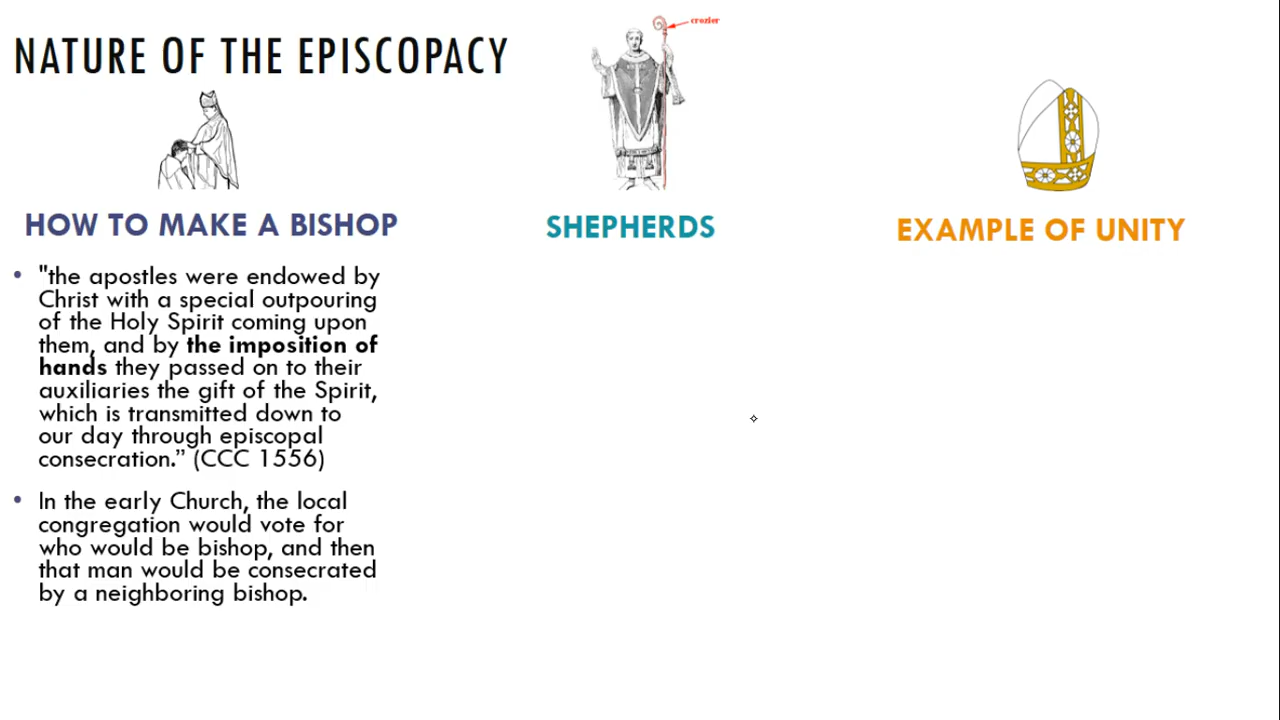 NATURE OF THE EPISCOPACY
crozier
HOW TO MAKE A BISHOP
• "the apostles were endowed by
Christ with a special outpouring
of the Holy Spirit coming upon
them, and by the imposition of
hands they passed on to their
auxiliaries the gift of the Spirit,
which is transmitted down to
our day through episcopal
consecration.” (CCC 1556)
• In the early Church, the local
congregation would vote for
who would be bishop, and then
that man would be consecrated
by a neighboring bishop.
SHEPHERDS
EXAMPLE OF UNITY